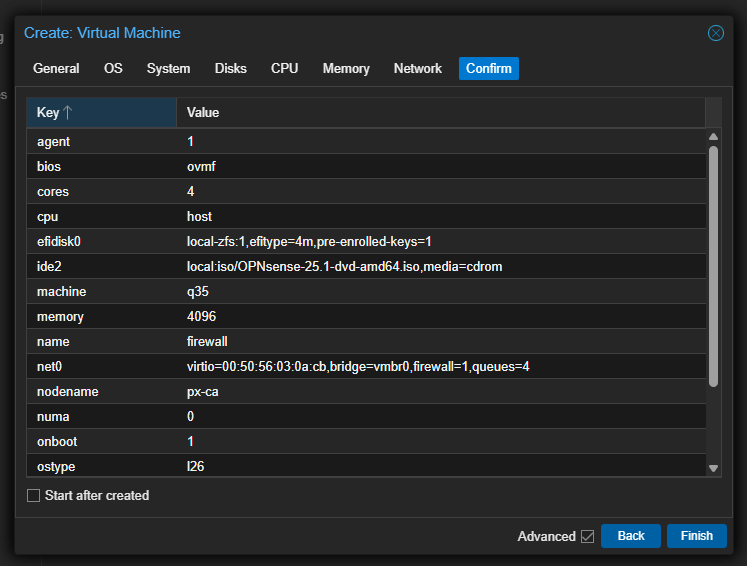 Create: Virtual Machine
General OS System Disks CPU Memory Network Confirm
Key Value
agent 1
bios ovmf
cores 4
cpu host
efidisk0 local-zfs:1,efitype=4m,pre-enrolled-keys=1
ide2 local:iso/OPNsense-25.1-dvd-amd64.iso,media=cdrom
machine q35
memory 4096
name firewall
net0 virtio=00:50:56:03:0a:cb,bridge=vmbr0,firewall=1,queues=4
nodename px-ca
numa 0
onboot 1
ostype l26
Start after created
Advanced Back Finish